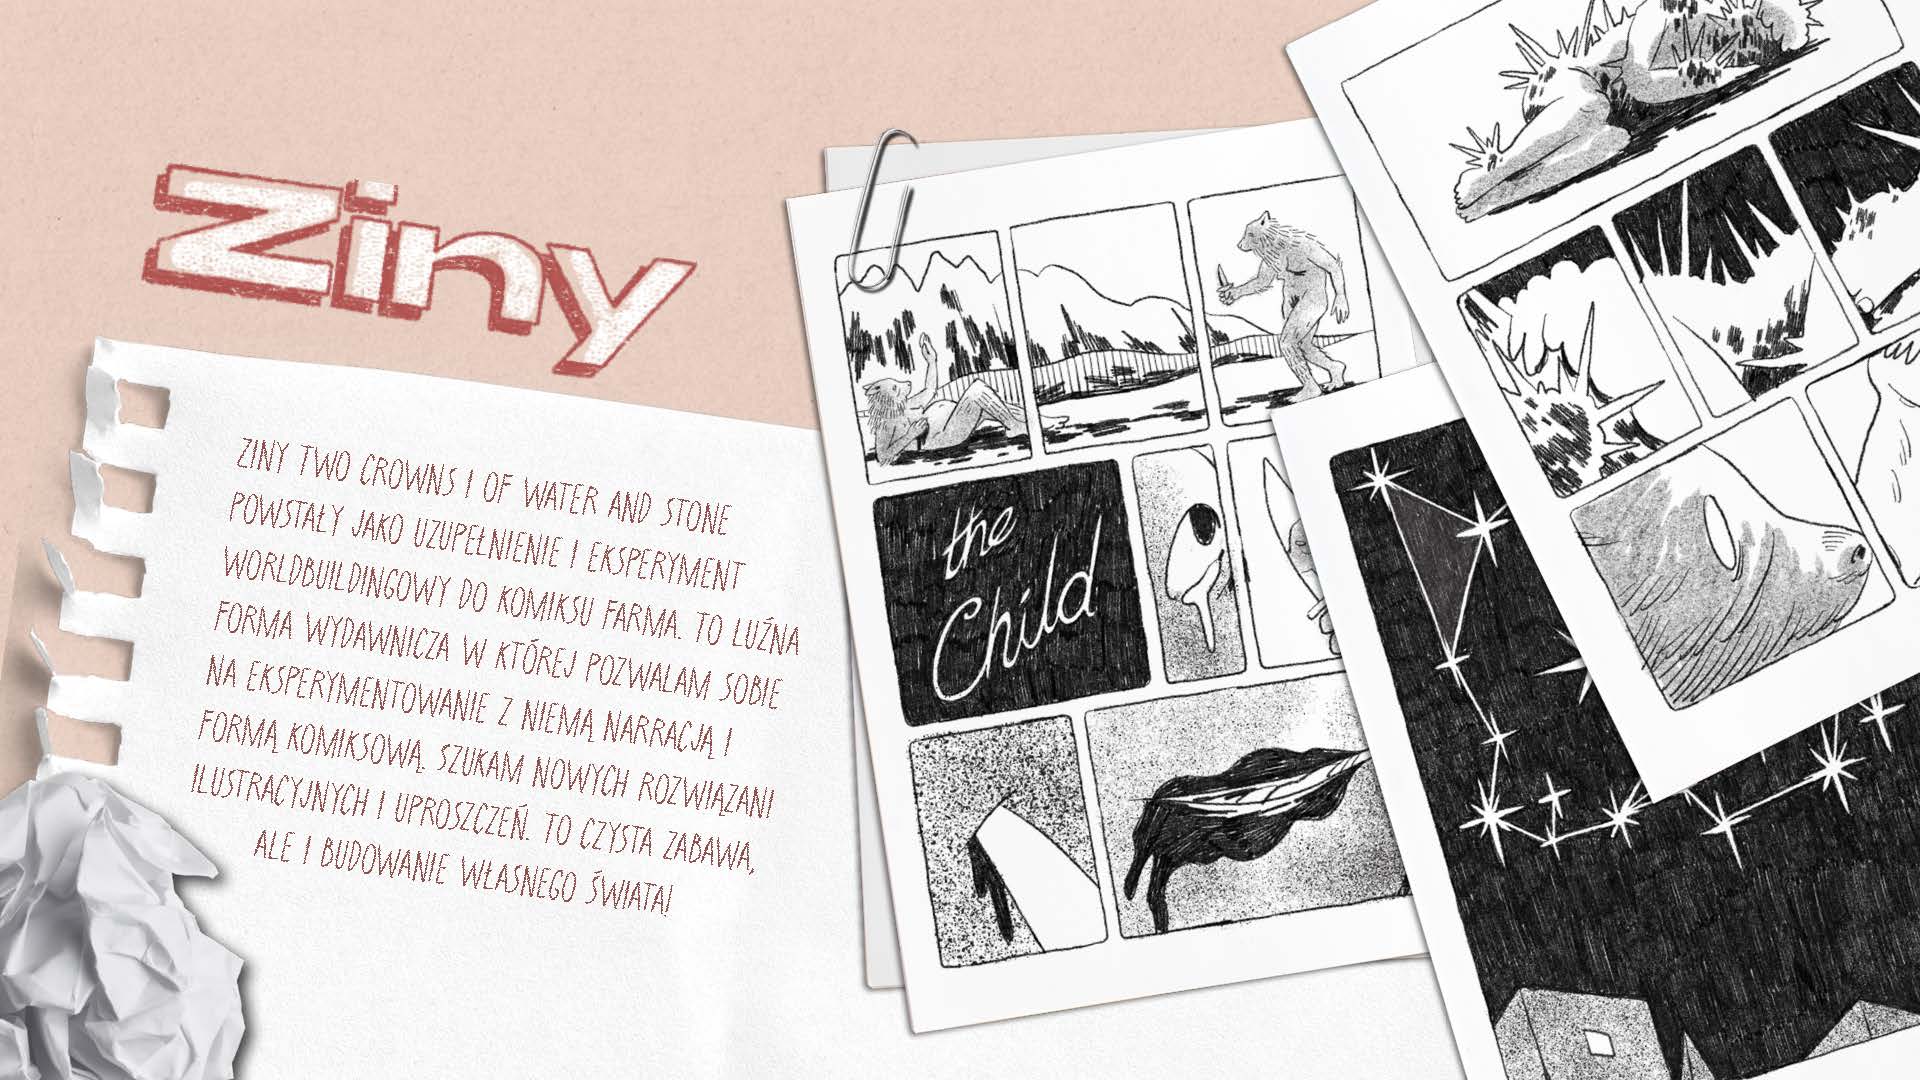 Ziny
ZINY TWO CROWNS I OF WATER AND STONE
POWSTAŁY JAKO UZUPEŁNIENIE I EKSPERYMENT
WORLDBUILDINGOWY DO KOMIKSU FARMA. TO LUŹNA
FORMA WYDAWNICZA W KTÓREJ POZWALAM SOBIE
NA EKSPERYMENTOWANIE Z NIEMĄ NARRACJĄ I
FORMĄ KOMIKSOWĄ. SZUKAM NOWYCH ROZWIĄZANI
ILUSTRACYJNYCH I UPROSZCZEŃ. TO CZYSTA ZABAWA,
ALE I BUDOWANIE WŁASNEGO ŚWIATA!
the
Child